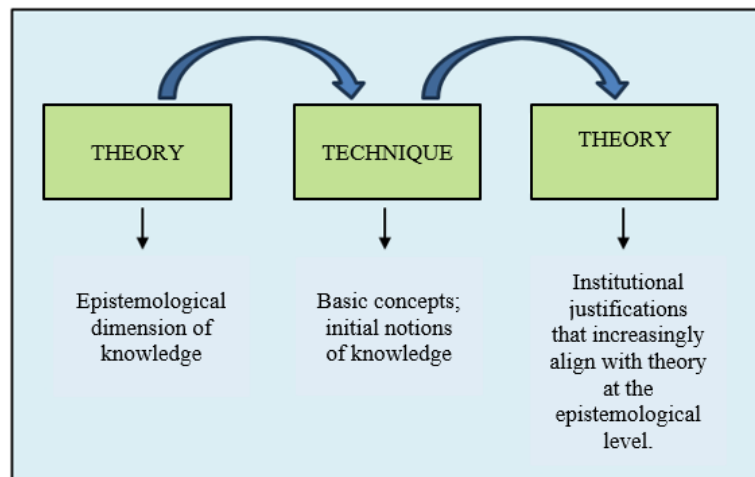 THEORY
TECHNIQUE
THEORY
Epistemological
dimension of
knowledge
Basic concepts;
initial notions
of knowledge
Institutional
justifications
that increasingly
align with theory
at the
epistemological
level.